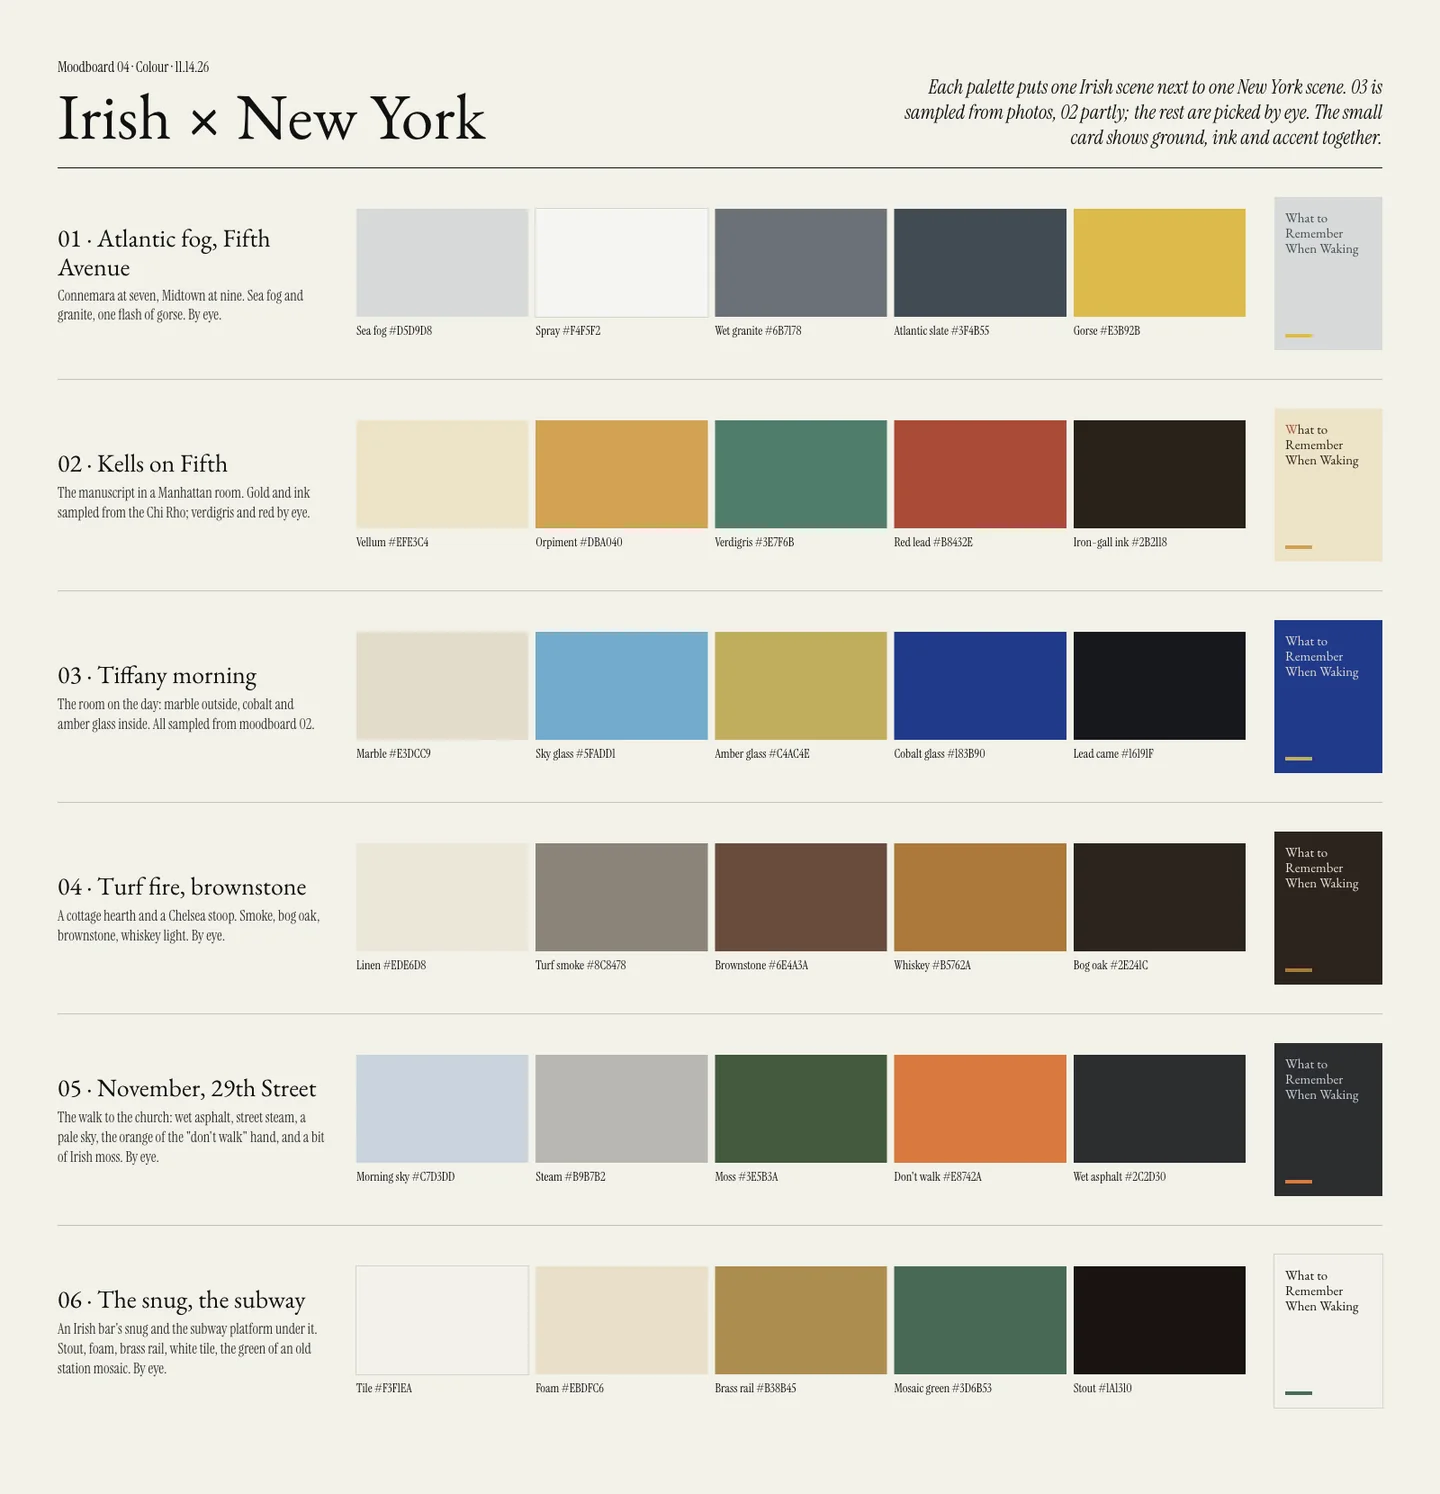 Moodboard 04 · Colour · 11.14.26
Irish × New York
Each palette puts one Irish scene next to one New York scene. 03 is
sampled from photos, 02 partly; the rest are picked by eye. The small
card shows ground, ink and accent together.
01 · Atlantic fog, Fifth
Avenue
Connemara at seven, Midtown at nine. Sea fog and
granite, one flash of gorse. By eye.
Sea fog #D5D9D8
Spray #F4F5F2
Wet granite #6B7178
Atlantic slate #3F4B55
Gorse #E3B92B
What to
Remember
When Waking
02 · Kells on Fifth
The manuscript in a Manhattan room. Gold and ink
sampled from the Chi Rho; verdigris and red by eye.
Vellum #EFE3C4
Orpiment #DBA040
Verdigris #3E7F6B
Red lead #B8432E
Iron-gall ink #2B2118
What to
Remember
When Waking
03 · Tiffany morning
The room on the day: marble outside, cobalt and
amber glass inside. All sampled from moodboard 02.
Marble #E3DCC9
Sky glass #5FADD1
Amber glass #C4AC4E
Cobalt glass #183B90
Lead came #16191F
What to
Remember
When Waking
04 · Turf fire, brownstone
A cottage hearth and a Chelsea stoop. Smoke, bog oak,
brownstone, whiskey light. By eye.
Linen #EDE6D8
Turf smoke #8C8478
Brownstone #6E4A3A
Whiskey #B5762A
Bog oak #2E241C
What to
Remember
When Waking
05 · November, 29th Street
The walk to the church: wet asphalt, street steam, a
pale sky, the orange of the "don't walk" hand, and a bit
of Irish moss. By eye.
Morning sky #C7D3DD
Steam #B9B7B2
Moss #3E5B3A
Don't walk #E8742A
Wet asphalt #2C2D30
What to
Remember
When Waking
06 · The snug, the subway
An Irish bar's snug and the subway platform under it.
Stout, foam, brass rail, white tile, the green of an old
station mosaic. By eye.
Tile #F3F1EA
Foam #EBDFC6
Brass rail #B38B45
Mosaic green #3D6B53
Stout #1A1310
What to
Remember
When Waking